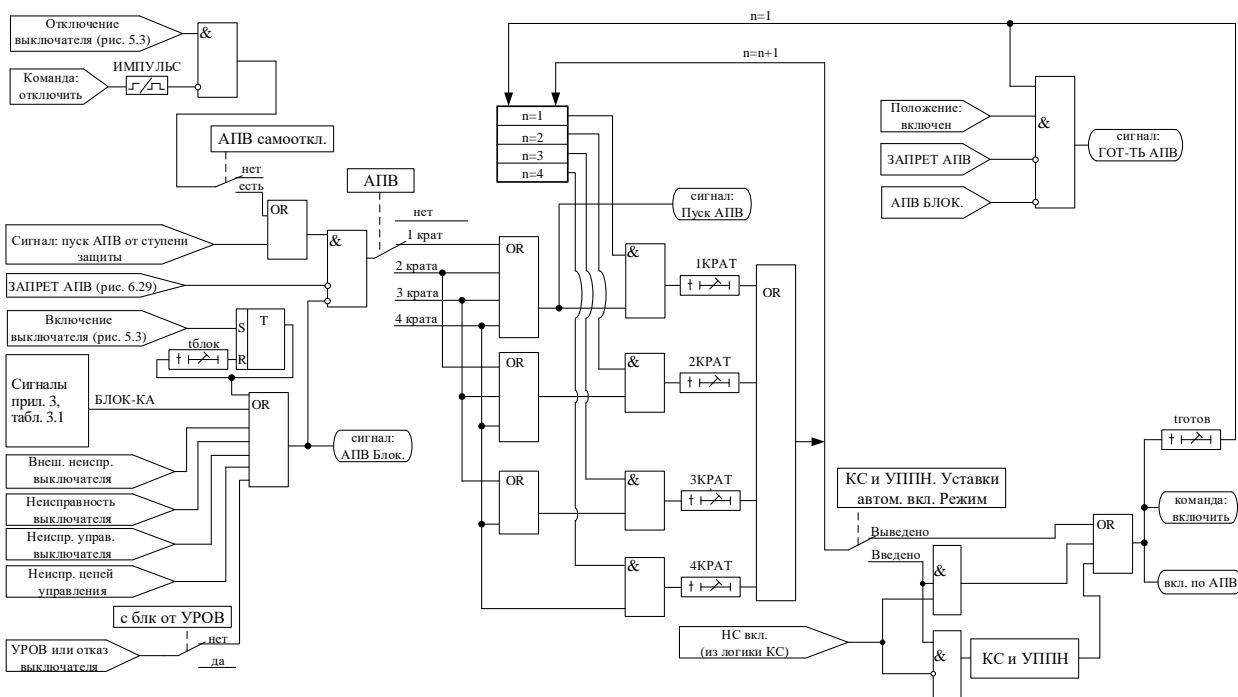 Отключение
выключателя (рис. 5.3)
&
Команда:
отключить
ИМПУЛЬС
АПВ самооткл.
нет
есть
OR
Сигнал: пуск АПВ от ступени
защиты
&
АПВ
нет
1 крат
2 крата
3 крата
4 крата
ЗАПРЕТ АПВ (рис. 6.29)
Включение
выключателя (рис. 5.3)
S
T
R
tблок
Сигналы
прил. 3,
табл. 3.1
БЛОК-КА
OR
сигнал:
АПВ Блок.
Внеш. неиспр.
выключателя
Неисправность
выключателя
Неиспр. управ.
выключателя
Неиспр. цепей
управления
с блк от УРОВ
нет
да
УРОВ или отказ
выключателя
n=1
n=n+1
n=1
n=2
n=3
n=4
сигнал:
Пуск АПВ
OR
OR
OR
&
1КРАТ
&
2КРАТ
&
3КРАТ
&
4КРАТ
OR
Положение:
включен
ЗАПРЕТ АПВ
АПВ БЛОК.
&
сигнал:
ГОТ-ТЬ АПВ
КС и УППН. Уставки
автом. вкл. Режим
Выведено
Введено
&
&
НС вкл.
(из логики КС)
КС и УППН
OR
tготов
команда:
включить
вкл. по АПВ